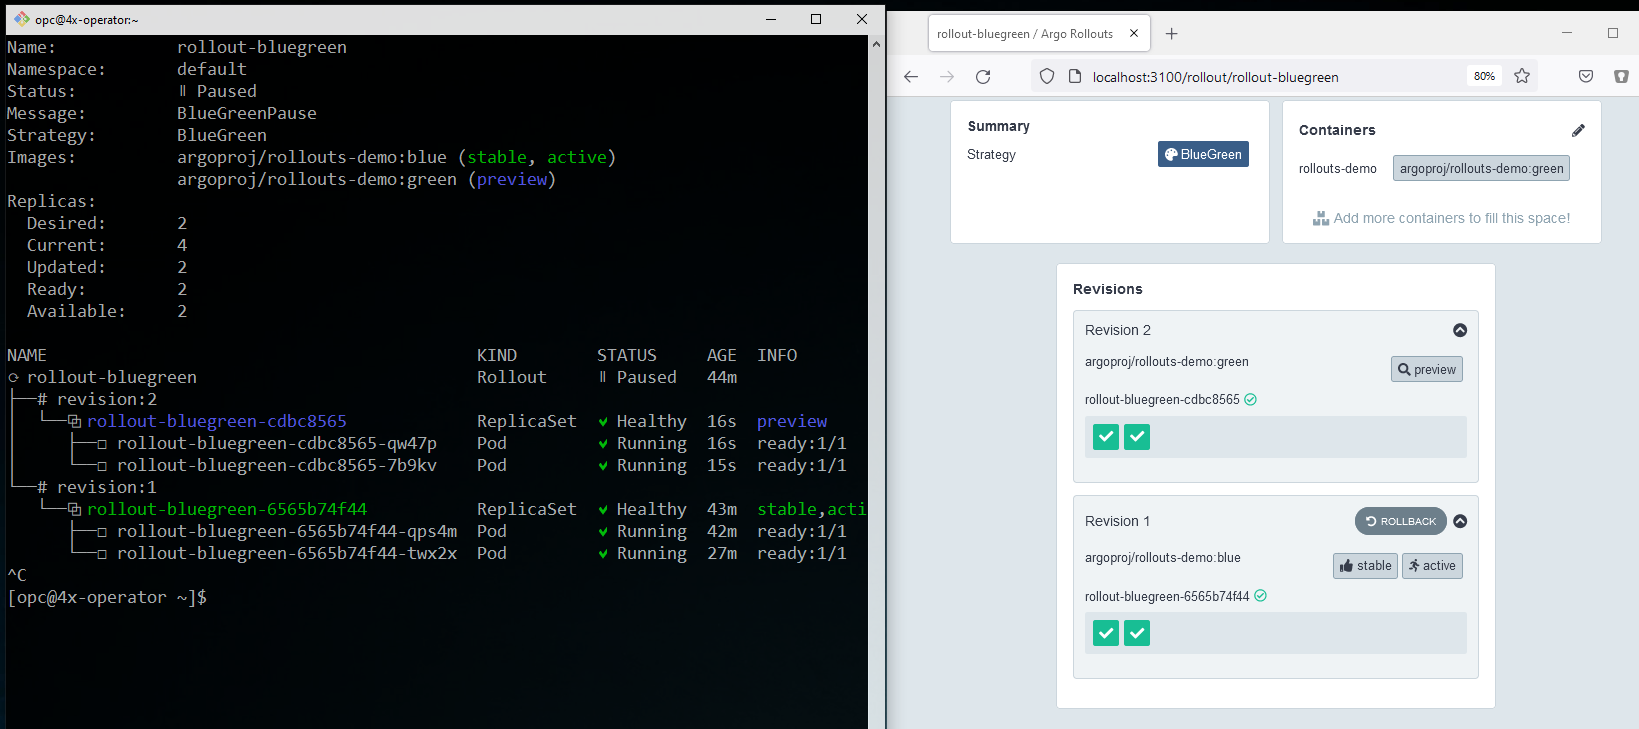 opc@4x-operator:~
Name: rollout-bluegreen
Namespace: default
Status: ॥ Paused
Message: BlueGreenPause
Strategy: BlueGreen
Images: argoproj/rollouts-demo:blue (stable, active)
argoproj/rollouts-demo:green (preview)
Replicas:
Desired: 2
Current: 4
Updated: 2
Ready: 2
Available: 2
NAME KIND STATUS AGE INFO
⟳ rollout-bluegreen Rollout ॥ Paused 44m
├──# revision:2
│ └──⧉ rollout-bluegreen-cdbc8565 ReplicaSet ✔ Healthy 16s preview
│ ├──□ rollout-bluegreen-cdbc8565-qw47p Pod ✔ Running 16s ready:1/1
│ └──□ rollout-bluegreen-cdbc8565-7b9kv Pod ✔ Running 15s ready:1/1
└──# revision:1
└──⧉ rollout-bluegreen-6565b74f44 ReplicaSet ✔ Healthy 43m stable,acti
├──□ rollout-bluegreen-6565b74f44-qps4m Pod ✔ Running 42m ready:1/1
└──□ rollout-bluegreen-6565b74f44-twx2x Pod ✔ Running 27m ready:1/1
^C
[opc@4x-operator ~]$
rollout-bluegreen / Argo Rollouts
localhost:3100/rollout/rollout-bluegreen 80%
Summary
Strategy BlueGreen
Containers
rollouts-demo argoproj/rollouts-demo:green
Add more containers to fill this space!
Revisions
Revision 2
argoproj/rollouts-demo:green
preview
rollout-bluegreen-cdbc8565
Revision 1 ROLLBACK
argoproj/rollouts-demo:blue
stable active
rollout-bluegreen-6565b74f44